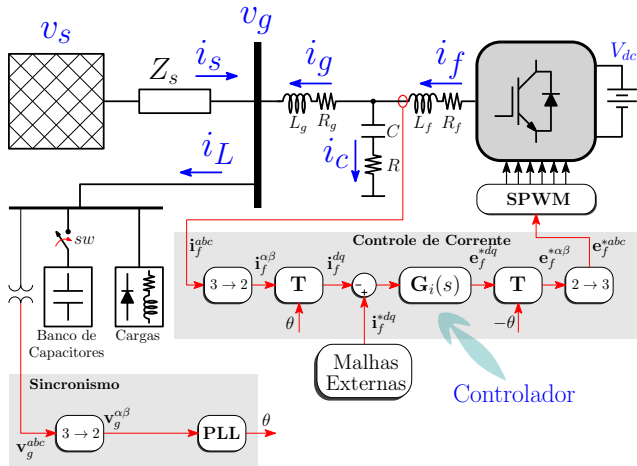 v_s
Z_s
i_s
v_g
i_g
i_f
V_{dc}
L_g
R_g
C
L_f
R_f
i_c
R
i_L
SPWM
sw
Banco de
Capacitores
Cargas
Controle de Corrente
i_f^{abc}
3 → 2
i_f^{αβ}
T
i_f^{dq}
-
+
G_i(s)
e_f^{*dq}
T
e_f^{*αβ}
2 → 3
e_f^{*abc}
θ
i_f^{*dq}
−θ
Malhas
Externas
Controlador
Sincronismo
v_g^{abc}
3 → 2
v_g^{αβ}
PLL
θ